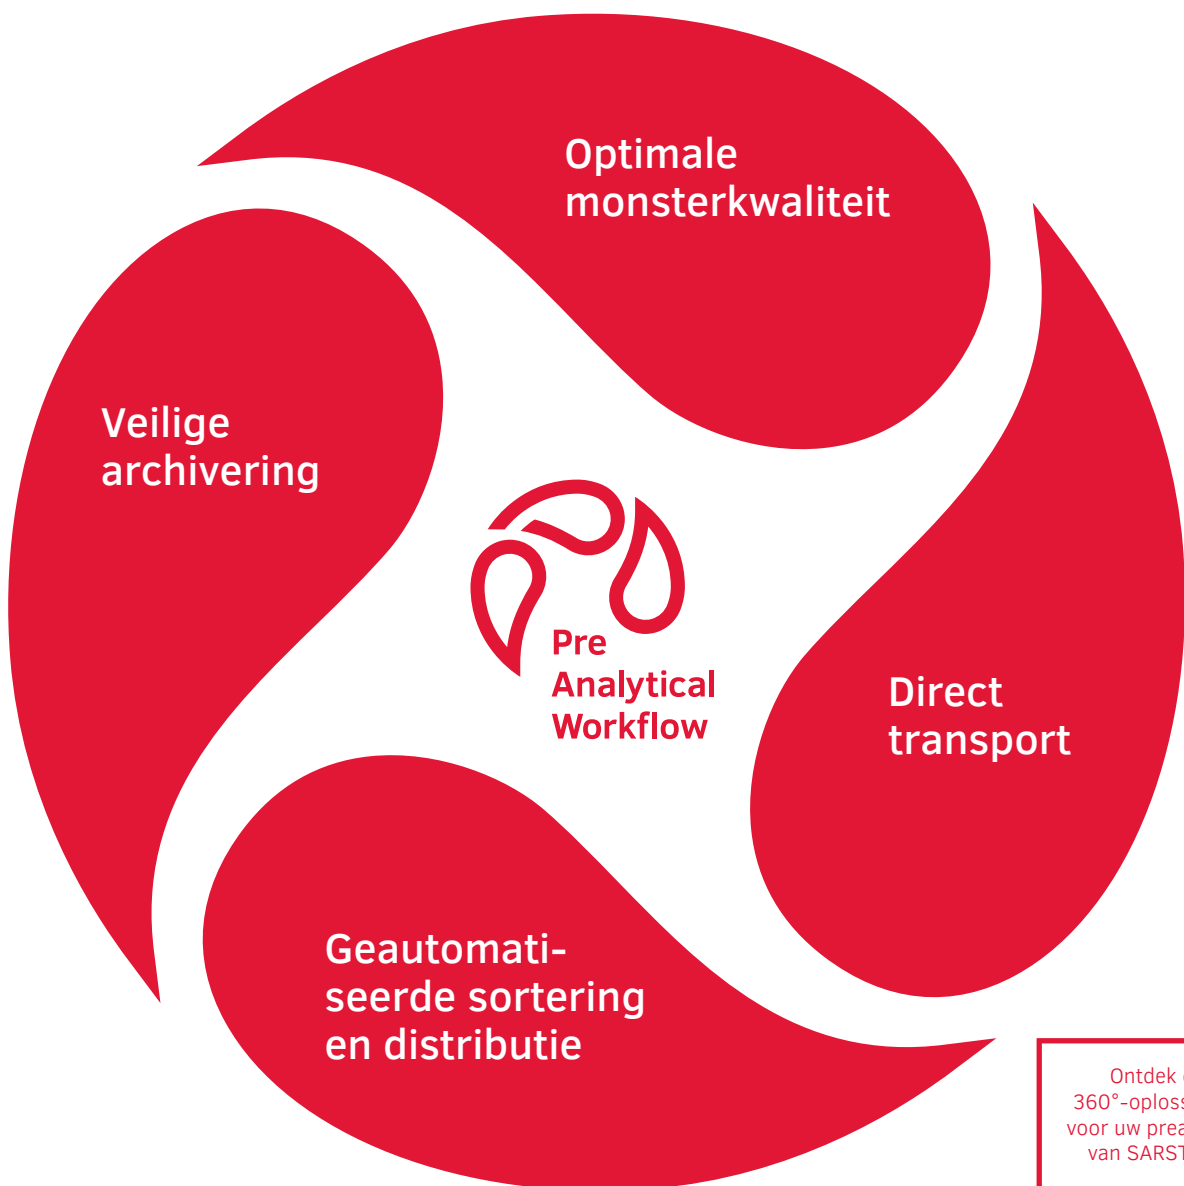 Optimale
monsterkwaliteit
Veilige
archivering
Pre
Analytical
Workflow
Direct
transport
Geautomati-
seerde sortering
en distributie
Ontdek
360°-oploss
voor uw prea
van SARST